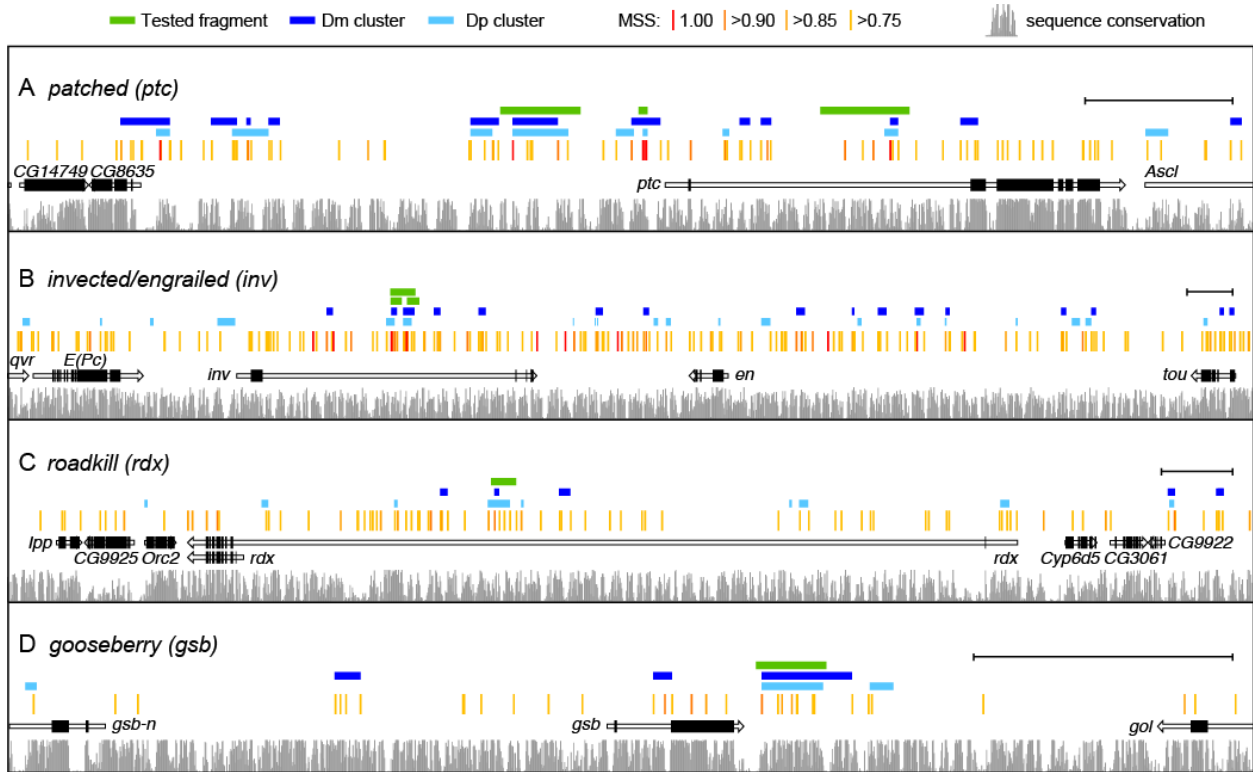 Tested fragment Dm cluster Dp cluster MSS: 1.00 >0.90 >0.85 >0.75 sequence conservation
A patched (ptc)
CG14749 CG8635 ptc Ascl
B invected/engrailed (inv)
qvr E(Pc) inv en tou
C roadkill (rdx)
lpp CG9925 Orc2 rdx rdx Cyp6d5 CG3061 CG9922
D gooseberry (gsb)
gsb-n gsb gol